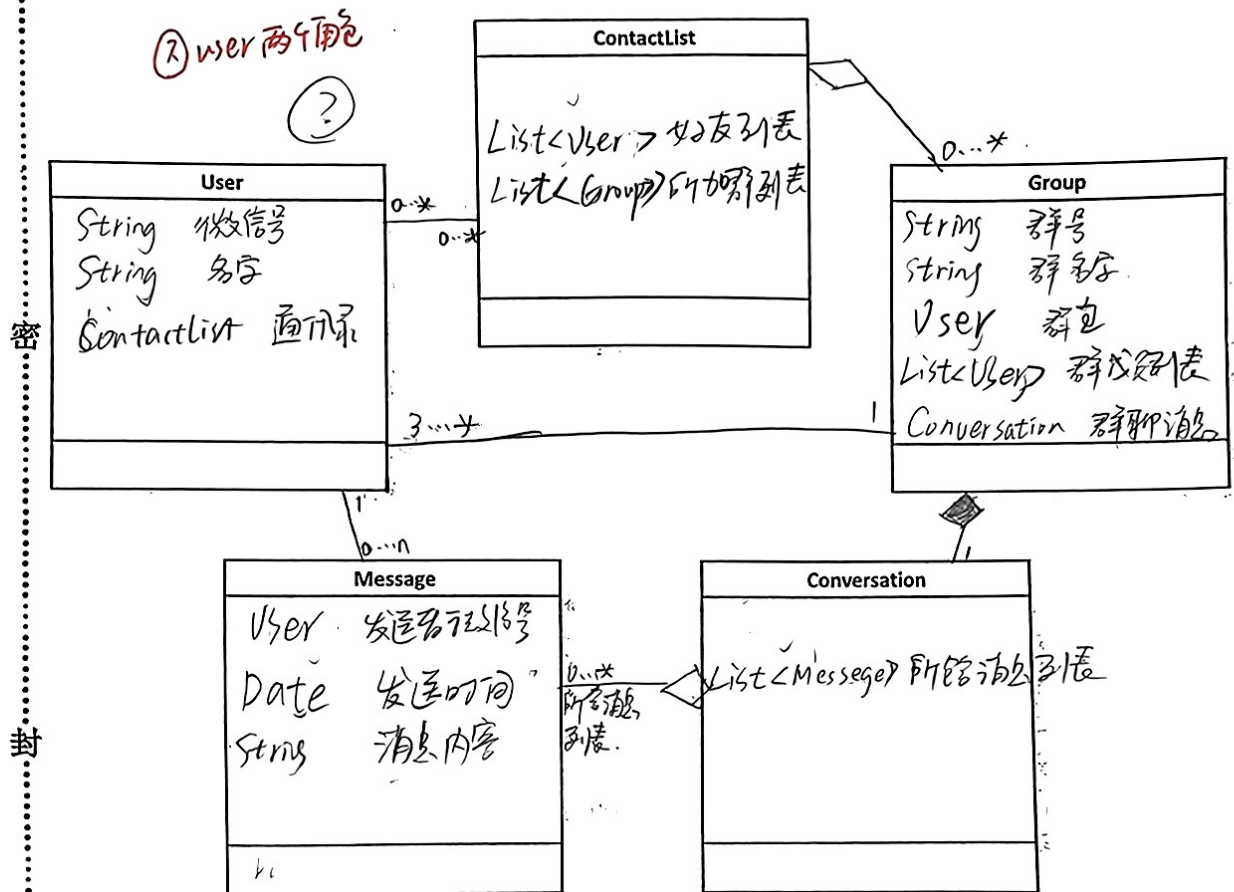 ②user两个角色
?
ContactList
List<User> 好友列表
List<Group> 所加群列表
User
String 微信号
String 名字
ContactList 通讯录
0..*
0..*
0...*
Group
String 群号
String 群名字
User 群主
List<User> 群成员列表
Conversation 群聊消息
3...*
1
1
0...n
1
Message
User 发送者微信号
Date 发送时间
String 消息内容
0...*
所含消息
列表.
Conversation
List<Messege> 所含消息列表
密
封